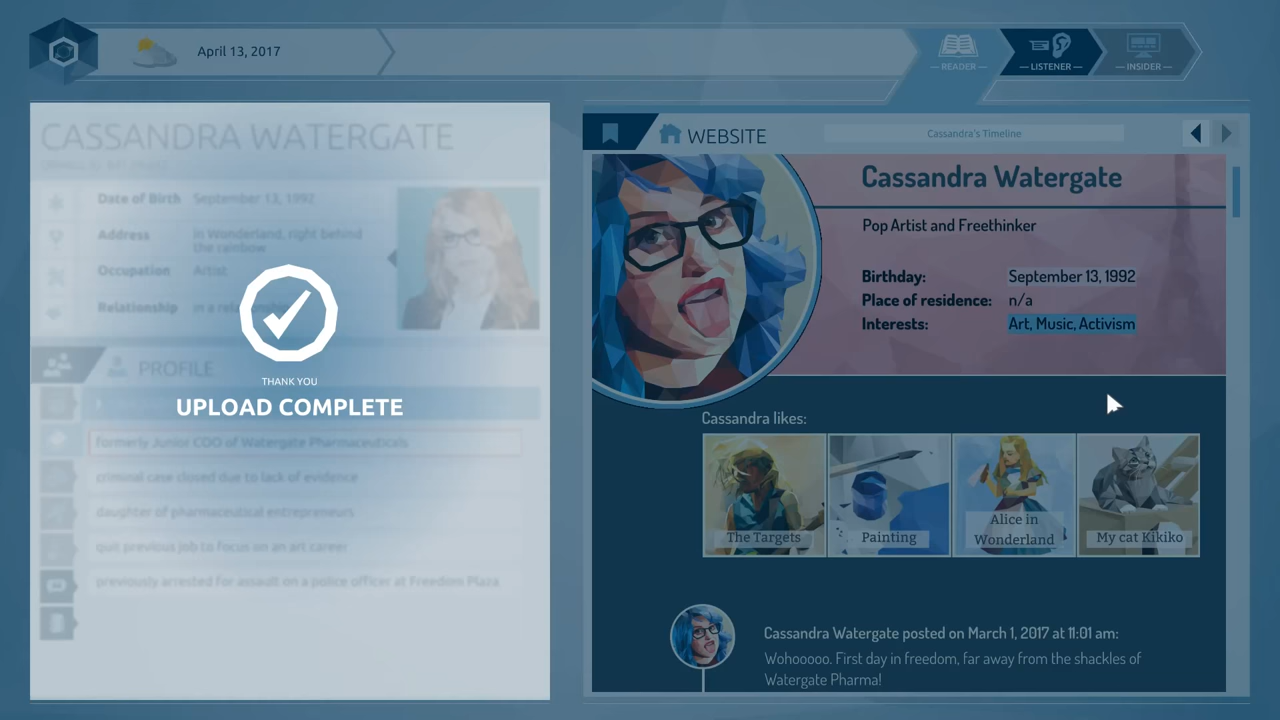 April 13, 2017
— READER —
— LISTENER —
— INSIDER —
CASSANDRA WATERGATE
Date of Birth September 13, 1992
Address in Wonderland, right behind
the rainbow
Occupation Artist
Relationship in a
THANK YOU
UPLOAD COMPLETE
PROFILE
formerly Junior COO of Watergate Pharmaceuticals
criminal case closed due to lack of evidence
daughter of pharmaceutical entrepreneurs
quit previous job to focus on an art career
previously arrested for assault on a police officer at Freedom Plaza
WEBSITE
Cassandra's Timeline
Cassandra Watergate
Pop Artist and Freethinker
Birthday: September 13, 1992
Place of residence: n/a
Interests: Art, Music, Activism
Cassandra likes:
The Targets
Painting
Alice in
Wonderland
My cat Kikiko
Cassandra Watergate posted on March 1, 2017 at 11:01 am:
Wohooooo. First day in freedom, far away from the shackles of
Watergate Pharma!